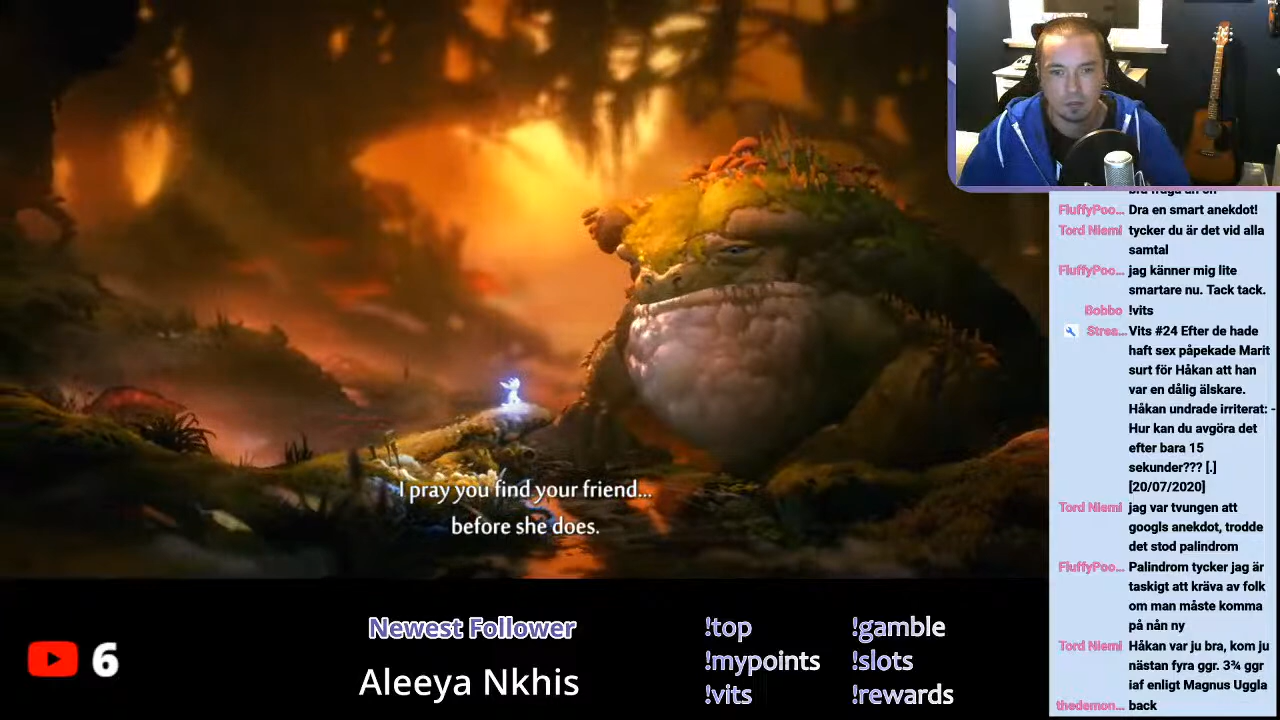 FluffyPoo... Dra en smart anekdot!
Tord Niemi tycker du är det vid alla
samtal
FluffyPoo... jag känner mig lite
smartare nu. Tack tack.
Bobbo !vits
Strea... Vits #24 Efter de hade
haft sex påpekade Marit
surt för Håkan att han
var en dålig älskare.
Håkan undrade irriterat: -
Hur kan du avgöra det
efter bara 15
sekunder??? [.]
[20/07/2020]
Tord Niemi jag var tvungen att
googls anekdot, trodde
det stod palindrom
FluffyPoo... Palindrom tycker jag är
taskigt att kräva av folk
om man måste komma
på nån ny
Tord Niemi Håkan var ju bra, kom ju
nästan fyra ggr. 3¾ ggr
iaf enligt Magnus Uggla
thedemon... back
I pray you find your friend...
before she does.
6
Newest Follower
Aleeya Nkhis
!top
!mypoints
!vits
!gamble
!slots
!rewards